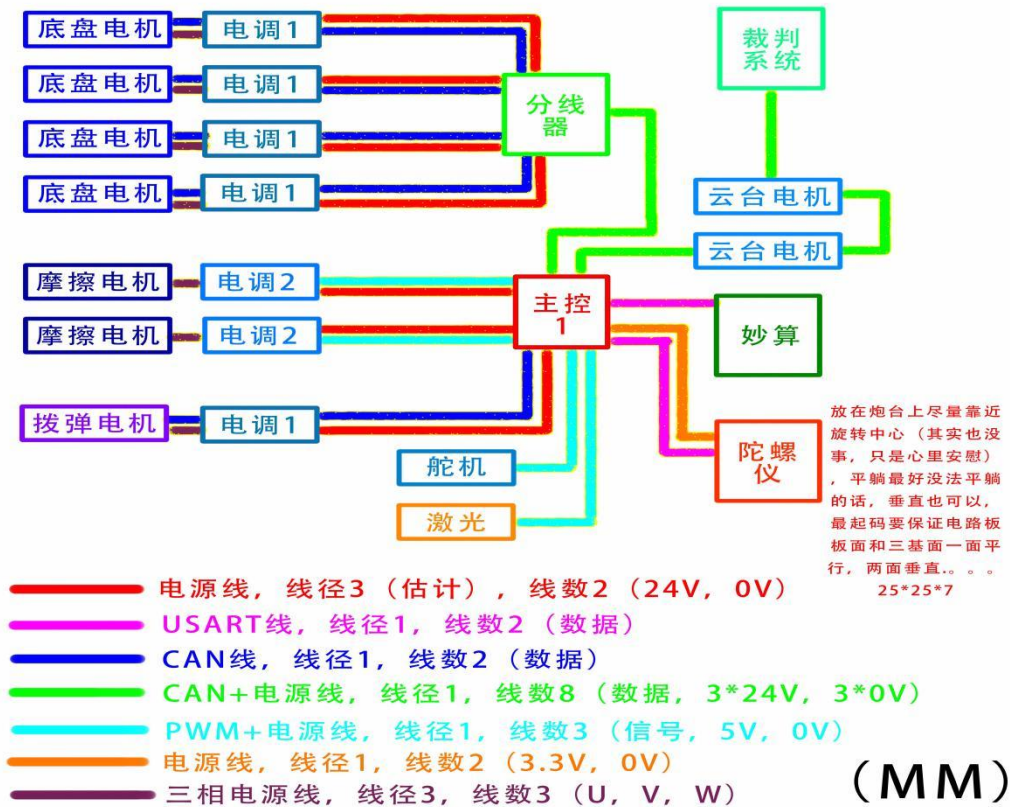 底盘电机
电调1
底盘电机
电调1
底盘电机
电调1
底盘电机
电调1
分线
器
裁判
系统
云台电机
云台电机
摩擦电机
电调2
摩擦电机
电调2
主控
1
妙算
拨弹电机
电调1
舵机
激光
陀螺
仪
放在炮台上尽量靠近
旋转中心（其实也没
事，只是心里安慰）
，平躺最好没法平躺
的话，垂直也可以，
最起码要保证电路板
板面和三基面一面平
行，两面垂直.。。。
25*25*7
电源线，线径3（估计），线数2（24V，0V）
USART线，线径1，线数2（数据）
CAN线，线径1，线数2（数据）
CAN+电源线，线径1，线数8（数据，3*24V，3*0V）
PWM+电源线，线径1，线数3（信号，5V，0V）
电源线，线径1，线数2（3.3V，0V）
三相电源线，线径3，线数3（U，V，W）
（MM）